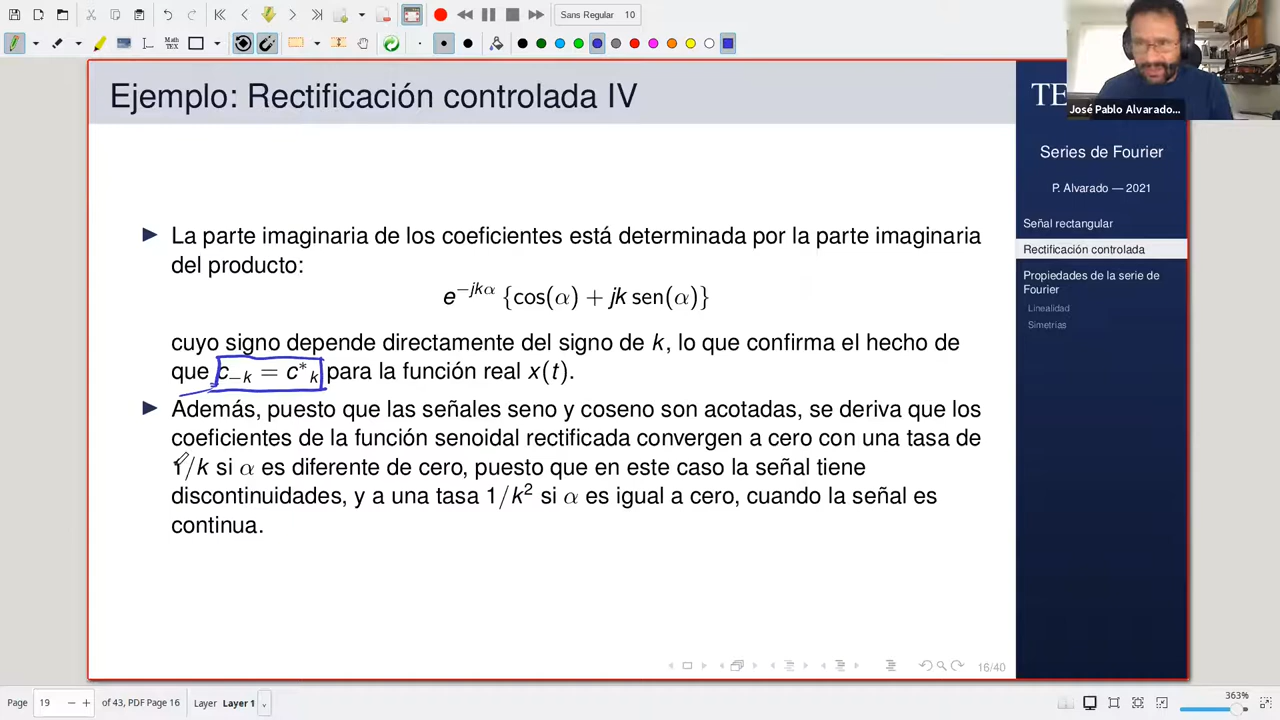 Sans Regular 10
Math
TEX
Ejemplo: Rectificación controlada IV
TE
José Pablo Alvarado...
Series de Fourier
P. Alvarado — 2021
Señal rectangular
Rectificación controlada
Propiedades de la serie de
Fourier
Linealidad
Simetrias
La parte imaginaria de los coeficientes está determinada por la parte imaginaria
del producto:
e^{-jkα} {cos(α) + jk sen(α)}
cuyo signo depende directamente del signo de k, lo que confirma el hecho de
que c_{-k} = c*_k para la función real x(t).
Además, puesto que las señales seno y coseno son acotadas, se deriva que los
coeficientes de la función senoidal rectificada convergen a cero con una tasa de
1/k si α es diferente de cero, puesto que en este caso la señal tiene
discontinuidades, y a una tasa 1/k² si α es igual a cero, cuando la señal es
continua.
16/40
Page 19 of 43, PDF Page 16 Layer Layer 1
363%